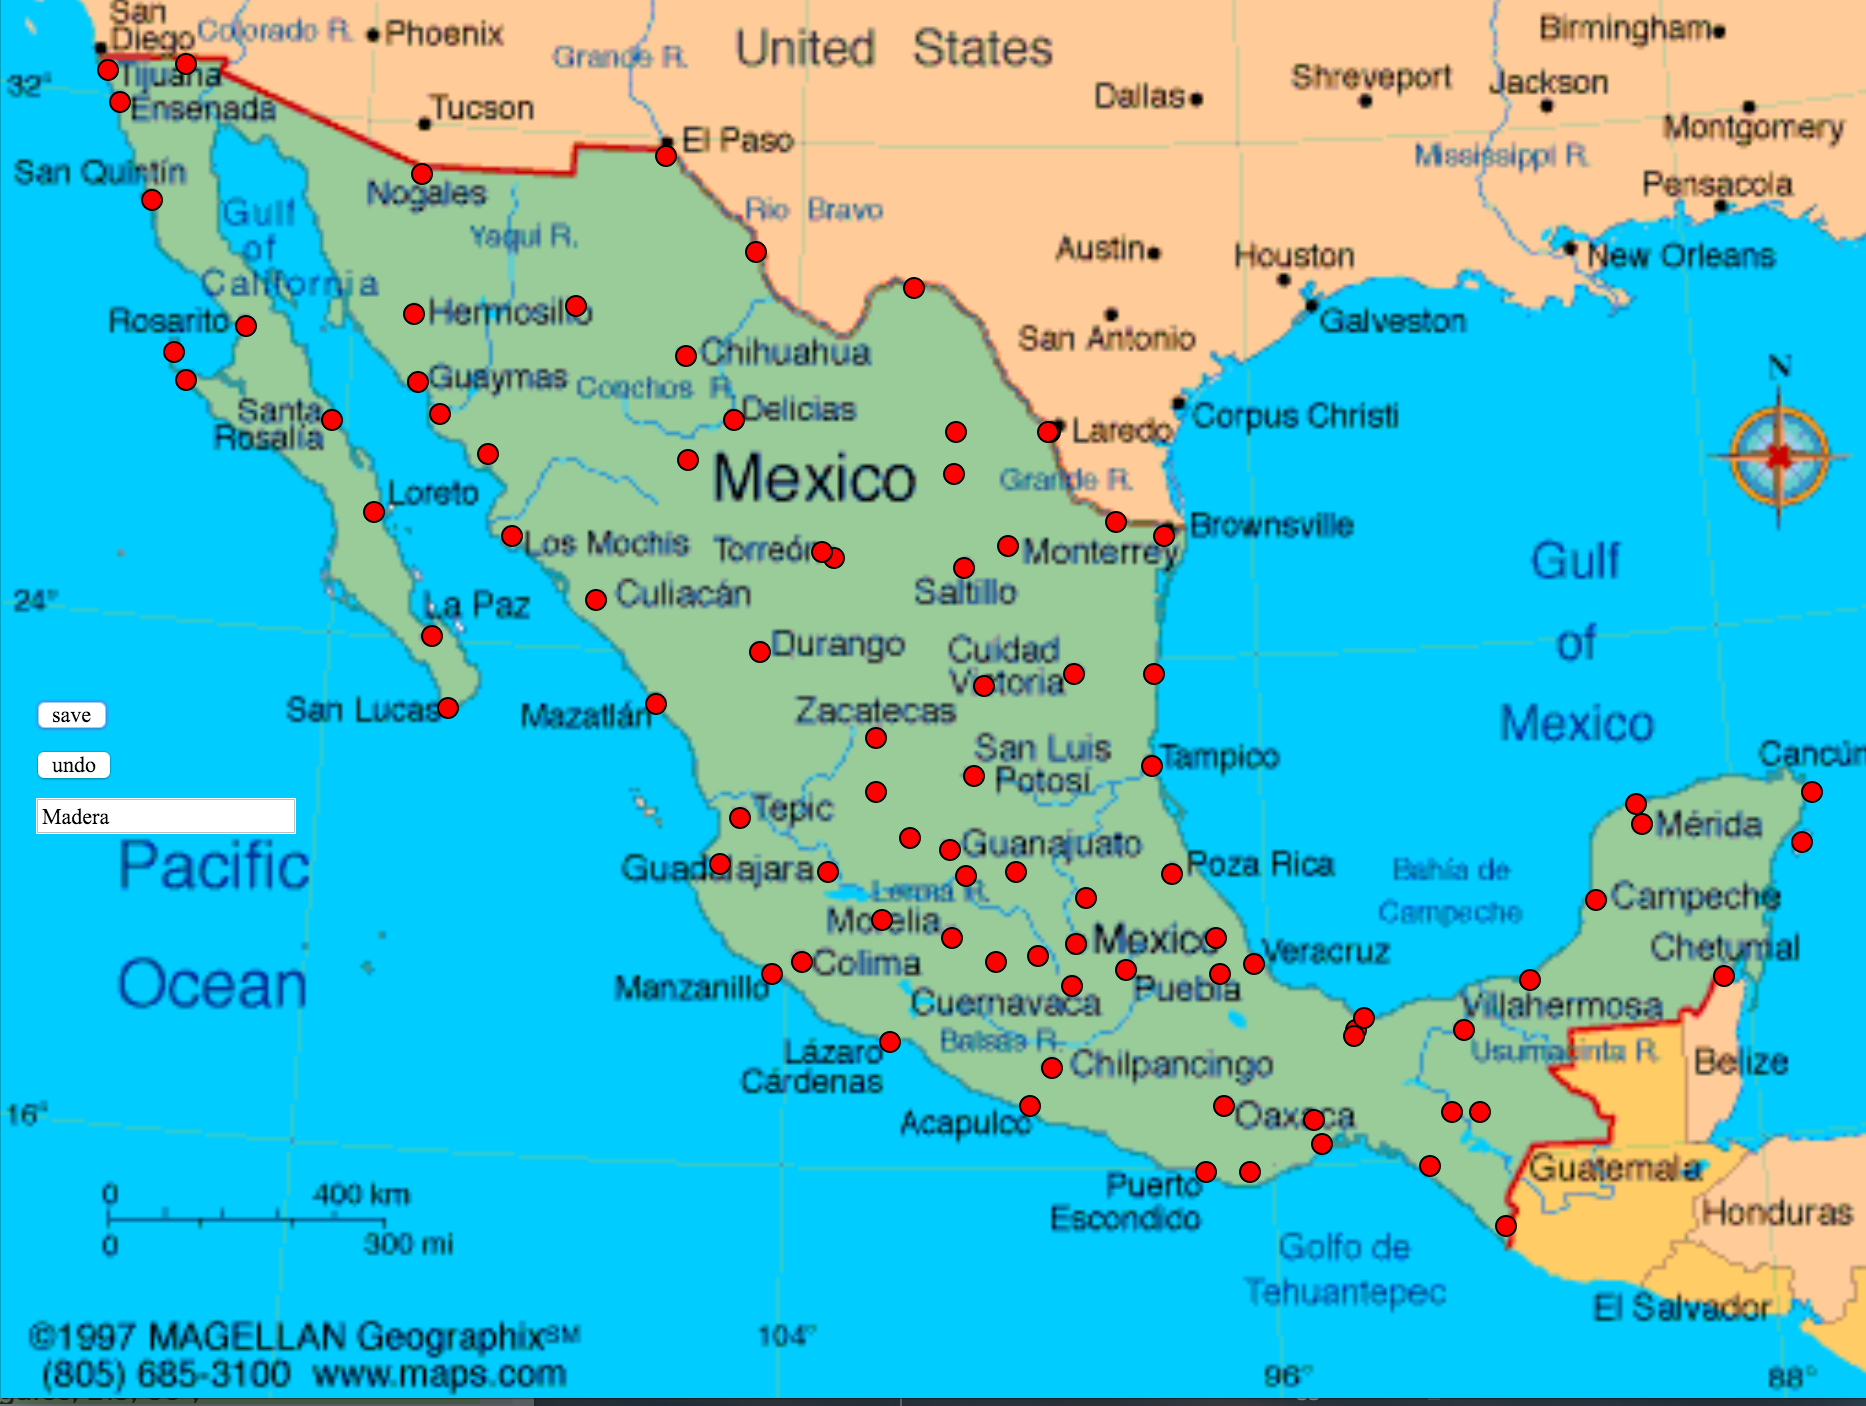 San
Diego
Colorado R.
Phoenix
Grande R.
United States
Birmingham
Tijuana
32°
Ensenada
Tucson
Dallas
Shreveport
Jackson
Montgomery
El Paso
Mississippi R.
San Quintín
Nogales
Pensacola
Gulf
of
California
Yaqui R.
Rio Bravo
Austin
Houston
New Orleans
Rosarito
Hermosillo
Galveston
San Antonio
Chihuahua
N
Guaymas
Conchos R.
Delicias
Santa
Rosalía
Laredo
Corpus Christi
Mexico
Grande R.
Loreto
Brownsville
Los Mochis
Torreón
Monterrey
Gulf
of
Mexico
24°
Culiacán
Saltillo
La Paz
Durango
Cuidad
Victoria
save
San Lucas
Mazatlán
Zacatecas
undo
San Luis
Potosí
Tampico
Cancún
Madera
Tepic
Mérida
Pacific
Ocean
Guadalajara
Guanajuato
Poza Rica
Bahía de
Campeche
Lerma R.
Campeche
Morelia
Mexico
Veracruz
Chetumal
Colima
Manzanillo
Cuernavaca
Puebla
Villahermosa
Balsas R.
Usumacinta R.
Lázaro
Cárdenas
Chilpancingo
Belize
16°
Acapulco
Oaxaca
Guatemala
0 400 km
0 300 mi
Puerto
Escondido
Honduras
Golfo de
Tehuantepec
El Salvador
©1997 MAGELLAN Geographix℠
(805) 685-3100 www.maps.com
104°
96°
88°